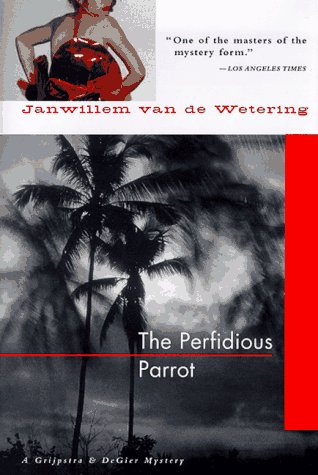 “One of the masters of the
mystery form.”
—LOS ANGELES TIMES
Janwillem van de Wetering
The Perfidious
Parrot
A Grijpstra & DeGier Mystery